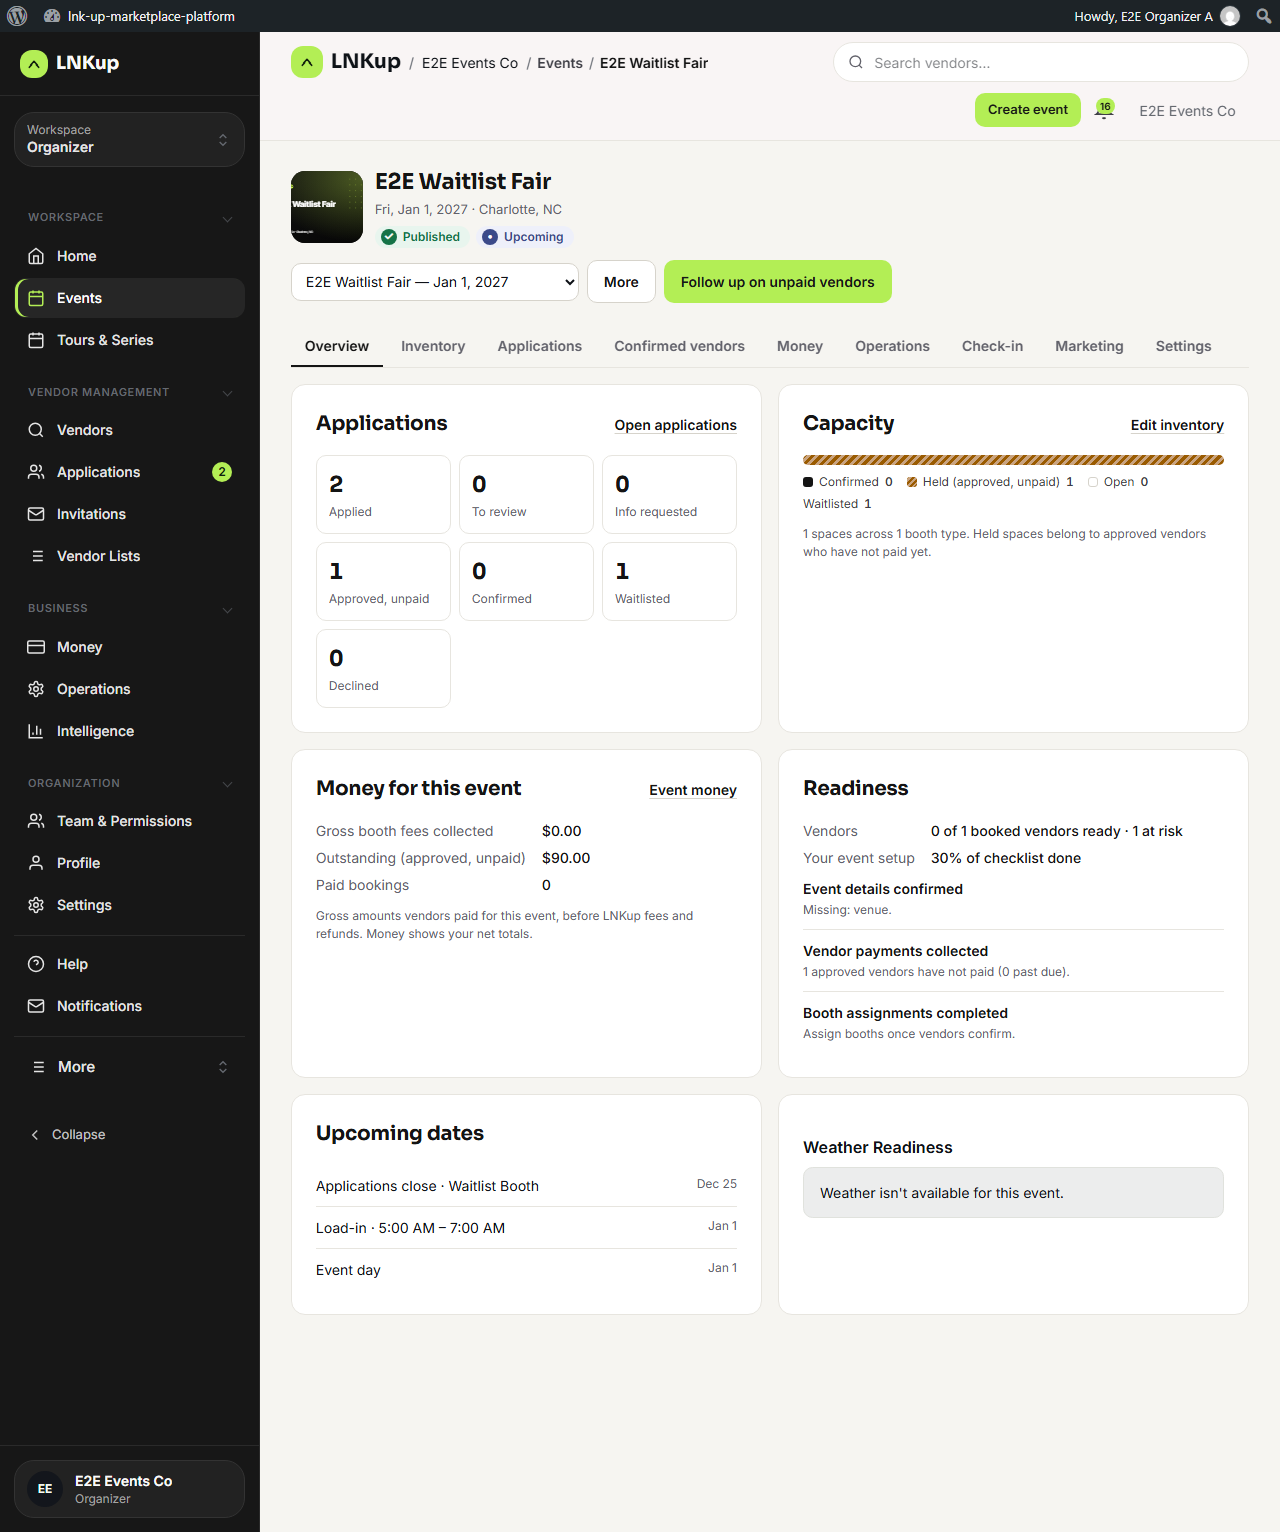 lnk-up-marketplace-platform
Howdy, E2E Organizer A
LNKup
Workspace
Organizer
WORKSPACE
Home
Events
Tours & Series
VENDOR MANAGEMENT
Vendors
Applications 2
Invitations
Vendor Lists
BUSINESS
Money
Operations
Intelligence
ORGANIZATION
Team & Permissions
Profile
Settings
Help
Notifications
More
Collapse
EE
E2E Events Co
Organizer
LNKup / E2E Events Co / Events / E2E Waitlist Fair
Search vendors...
Create event
16
E2E Events Co
Waitlist Fair
E2E Waitlist Fair
Fri, Jan 1, 2027 · Charlotte, NC
Published
Upcoming
E2E Waitlist Fair — Jan 1, 2027
More
Follow up on unpaid vendors
Overview
Inventory
Applications
Confirmed vendors
Money
Operations
Check-in
Marketing
Settings
Applications
Open applications
2
Applied
0
To review
0
Info requested
1
Approved, unpaid
0
Confirmed
1
Waitlisted
0
Declined
Capacity
Edit inventory
Confirmed 0 Held (approved, unpaid) 1 Open 0
Waitlisted 1
1 spaces across 1 booth type. Held spaces belong to approved vendors
who have not paid yet.
Money for this event
Event money
Gross booth fees collected $0.00
Outstanding (approved, unpaid) $90.00
Paid bookings 0
Gross amounts vendors paid for this event, before LNKup fees and
refunds. Money shows your net totals.
Readiness
Vendors 0 of 1 booked vendors ready · 1 at risk
Your event setup 30% of checklist done
Event details confirmed
Missing: venue.
Vendor payments collected
1 approved vendors have not paid (0 past due).
Booth assignments completed
Assign booths once vendors confirm.
Upcoming dates
Applications close · Waitlist Booth Dec 25
Load-in · 5:00 AM – 7:00 AM Jan 1
Event day Jan 1
Weather Readiness
Weather isn't available for this event.